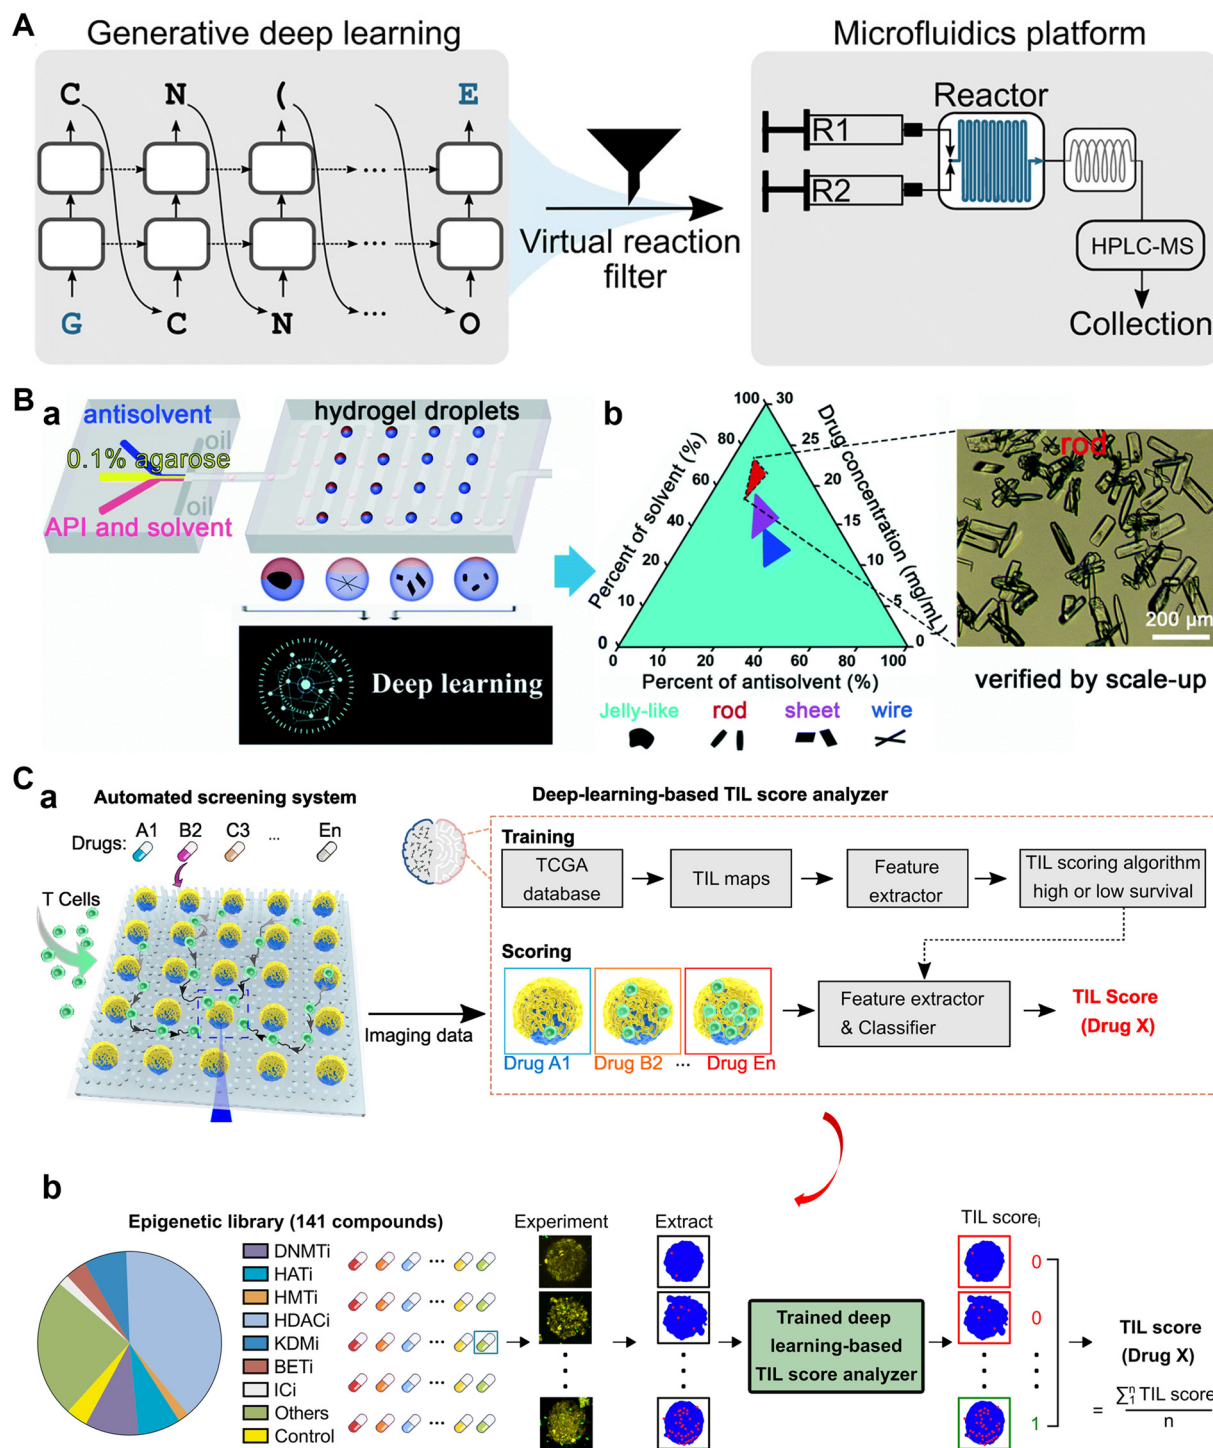 A
Generative deep learning
Microfluidics platform
C N ( ... E
G C N ... O
Virtual reaction
filter
R1
R2
Reactor
HPLC-MS
Collection
B
a
antisolvent
0.1% agarose
API and solvent
oil
oil
hydrogel droplets
Deep learning
b
100
80
60
40
20
10
0
Percent of solvent (%)
30
25
20
15
10
5
0
Drug concentration (mg/mL)
0 10 20 40 60 80 100
Percent of antisolvent (%)
Jelly-like rod sheet wire
rod
200 μm
verified by scale-up
C
a
Automated screening system
Drugs:
A1 B2 C3 ... En
T Cells
Imaging data
Deep-learning-based TIL score analyzer
Training
TCGA
database
TIL maps
Feature
extractor
TIL scoring algorithm
high or low survival
Scoring
Drug A1 Drug B2 ... Drug En
Feature extractor
& Classifier
TIL Score
(Drug X)
b
Epigenetic library (141 compounds)
DNMTi
HATi
HMTi
HDACi
KDMi
BETi
ICi
Others
Control
Experiment
Extract
Trained deep
learning-based
TIL score analyzer
TIL scoreᵢ
0
0
1
TIL score
(Drug X)
= ∑₁ⁿ TIL score
n